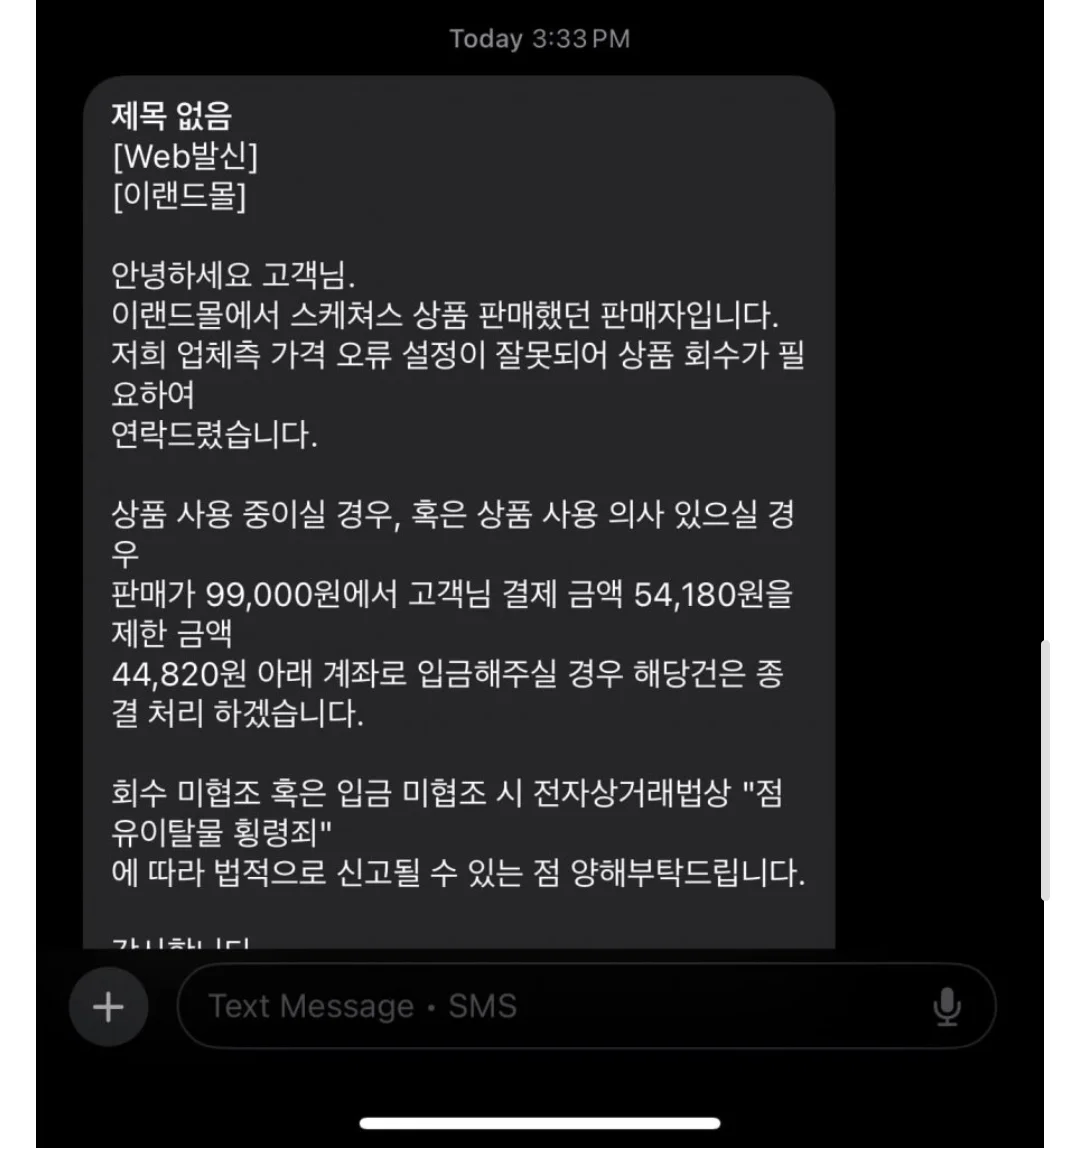 Today 3:33 PM
제목 없음
[Web발신]
[이랜드몰]
안녕하세요 고객님.
이랜드몰에서 스케쳐스 상품 판매했던 판매자입니다.
저희 업체측 가격 오류 설정이 잘못되어 상품 회수가 필
요하여
연락드렸습니다.
상품 사용 중이실 경우, 혹은 상품 사용 의사 있으실 경
우
판매가 99,000원에서 고객님 결제 금액 54,180원을
제한 금액
44,820원 아래 계좌로 입금해주실 경우 해당건은 종
결 처리 하겠습니다.
회수 미협조 혹은 입금 미협조 시 전자상거래법상 "점
유이탈물 횡령죄"
에 따라 법적으로 신고될 수 있는 점 양해부탁드립니다.
감사합니다
Text Message • SMS